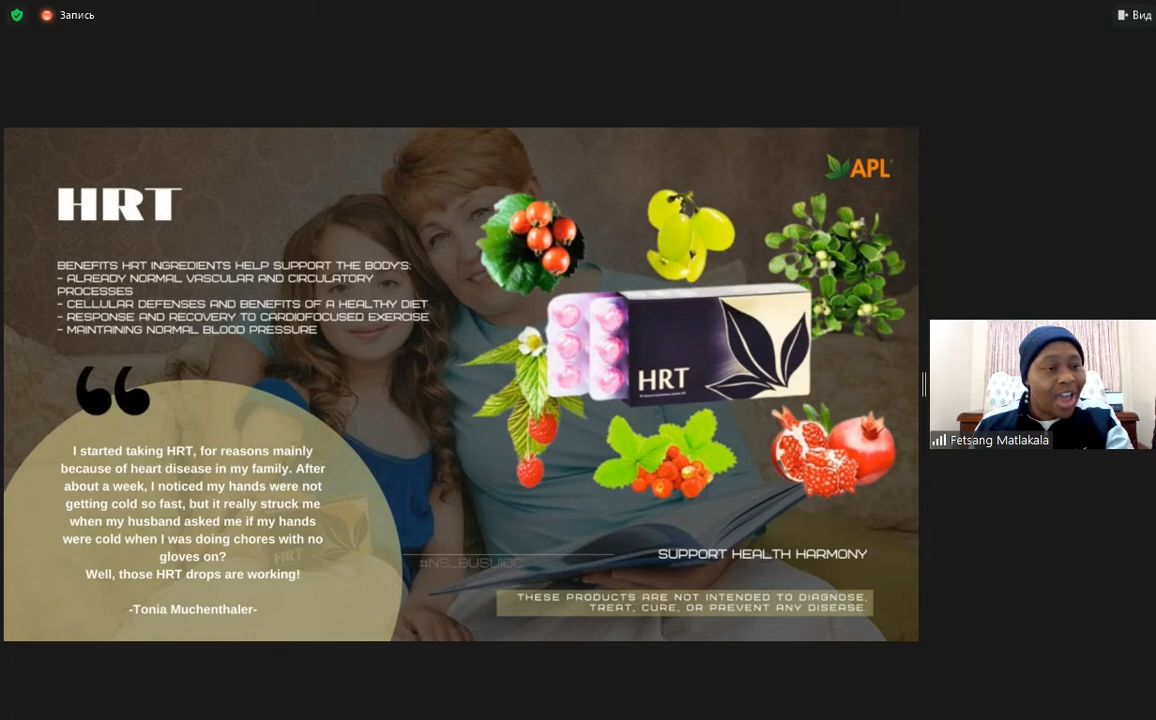 Запись
Вид
APL
HRT
BENEFITS HRT INGREDIENTS HELP SUPPORT THE BODY'S:
- ALREADY NORMAL VASCULAR AND CIRCULATORY
PROCESSES
- CELLULAR DEFENSES AND BENEFITS OF A HEALTHY DIET
- RESPONSE AND RECOVERY TO CARDIOFOCUSED EXERCISE
- MAINTAINING NORMAL BLOOD PRESSURE
HRT
I started taking HRT, for reasons mainly
because of heart disease in my family. After
about a week, I noticed my hands were not
getting cold so fast, but it really struck me
when my husband asked me if my hands
were cold when I was doing chores with no
gloves on?
Well, those HRT drops are working!
-Tonia Muchenthaler-
SUPPORT HEALTH HARMONY
THESE PRODUCTS ARE NOT INTENDED TO DIAGNOSE,
TREAT, CURE, OR PREVENT ANY DISEASE.
Fetsang Matlakala